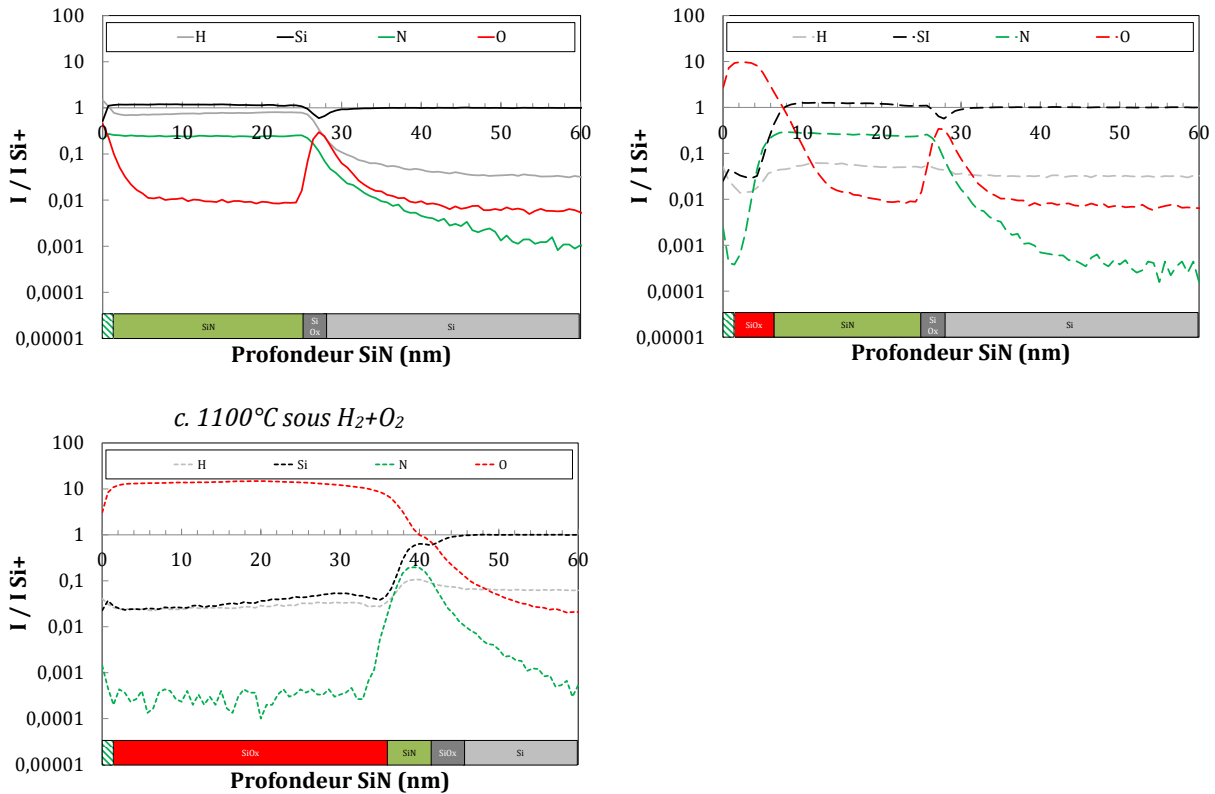 100
10
1
0,1
0,01
0,001
0,0001
0,00001
I / I Si+
H Si N O
0 10 20 30 40 50 60
SiN Si Ox Si
Profondeur SiN (nm)
100
10
1
0,1
0,01
0,001
0,0001
0,00001
I / I Si+
H SI N O
0 10 20 30 40 50 60
SiOx SiN Si Ox Si
Profondeur SiN (nm)
c. 1100°C sous H₂+O₂
100
10
1
0,1
0,01
0,001
0,0001
0,00001
I / I Si+
H Si N O
0 10 20 30 40 50 60
SiOx SiN SiOx Si
Profondeur SiN (nm)